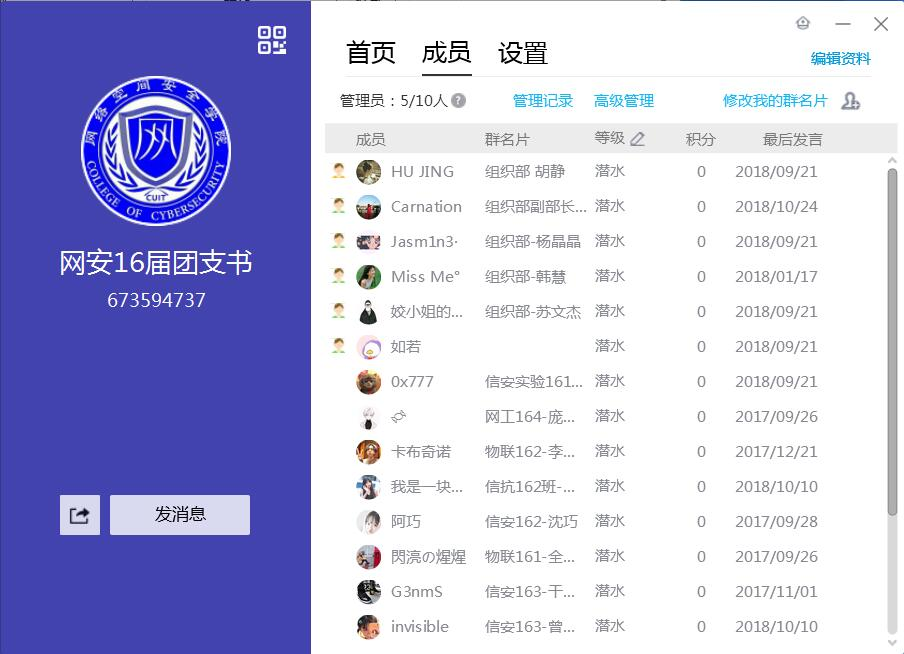 网络空间安全学院
网
CUIT
COLLEGE OF CYBERSECURITY
网安16届团支书
673594737
发消息
首页 成员 设置
编辑资料
管理员：5/10人 ? 管理记录 高级管理 修改我的群名片
成员 群名片 等级 积分 最后发言
HU JING 组织部 胡静 潜水 0 2018/09/21
Carnation 组织部副部长... 潜水 0 2018/10/24
Jasm1n3· 组织部-杨晶晶 潜水 0 2018/09/21
Miss Me° 组织部-韩慧 潜水 0 2018/01/17
姣小姐的... 组织部-苏文杰 潜水 0 2018/09/21
如若 潜水 0 2018/09/21
0x777 信安实验161... 潜水 0 2018/09/21
网工164-庞... 潜水 0 2017/09/26
卡布奇诺 物联162-李... 潜水 0 2017/12/21
我是一块... 信抗162班-... 潜水 0 2018/10/10
阿巧 信安162-沈巧 潜水 0 2017/09/28
閃湸の煋煋 物联161-全... 潜水 0 2017/09/26
G3nmS 信安163-干... 潜水 0 2017/11/01
invisible 信安163-曾... 潜水 0 2018/10/10